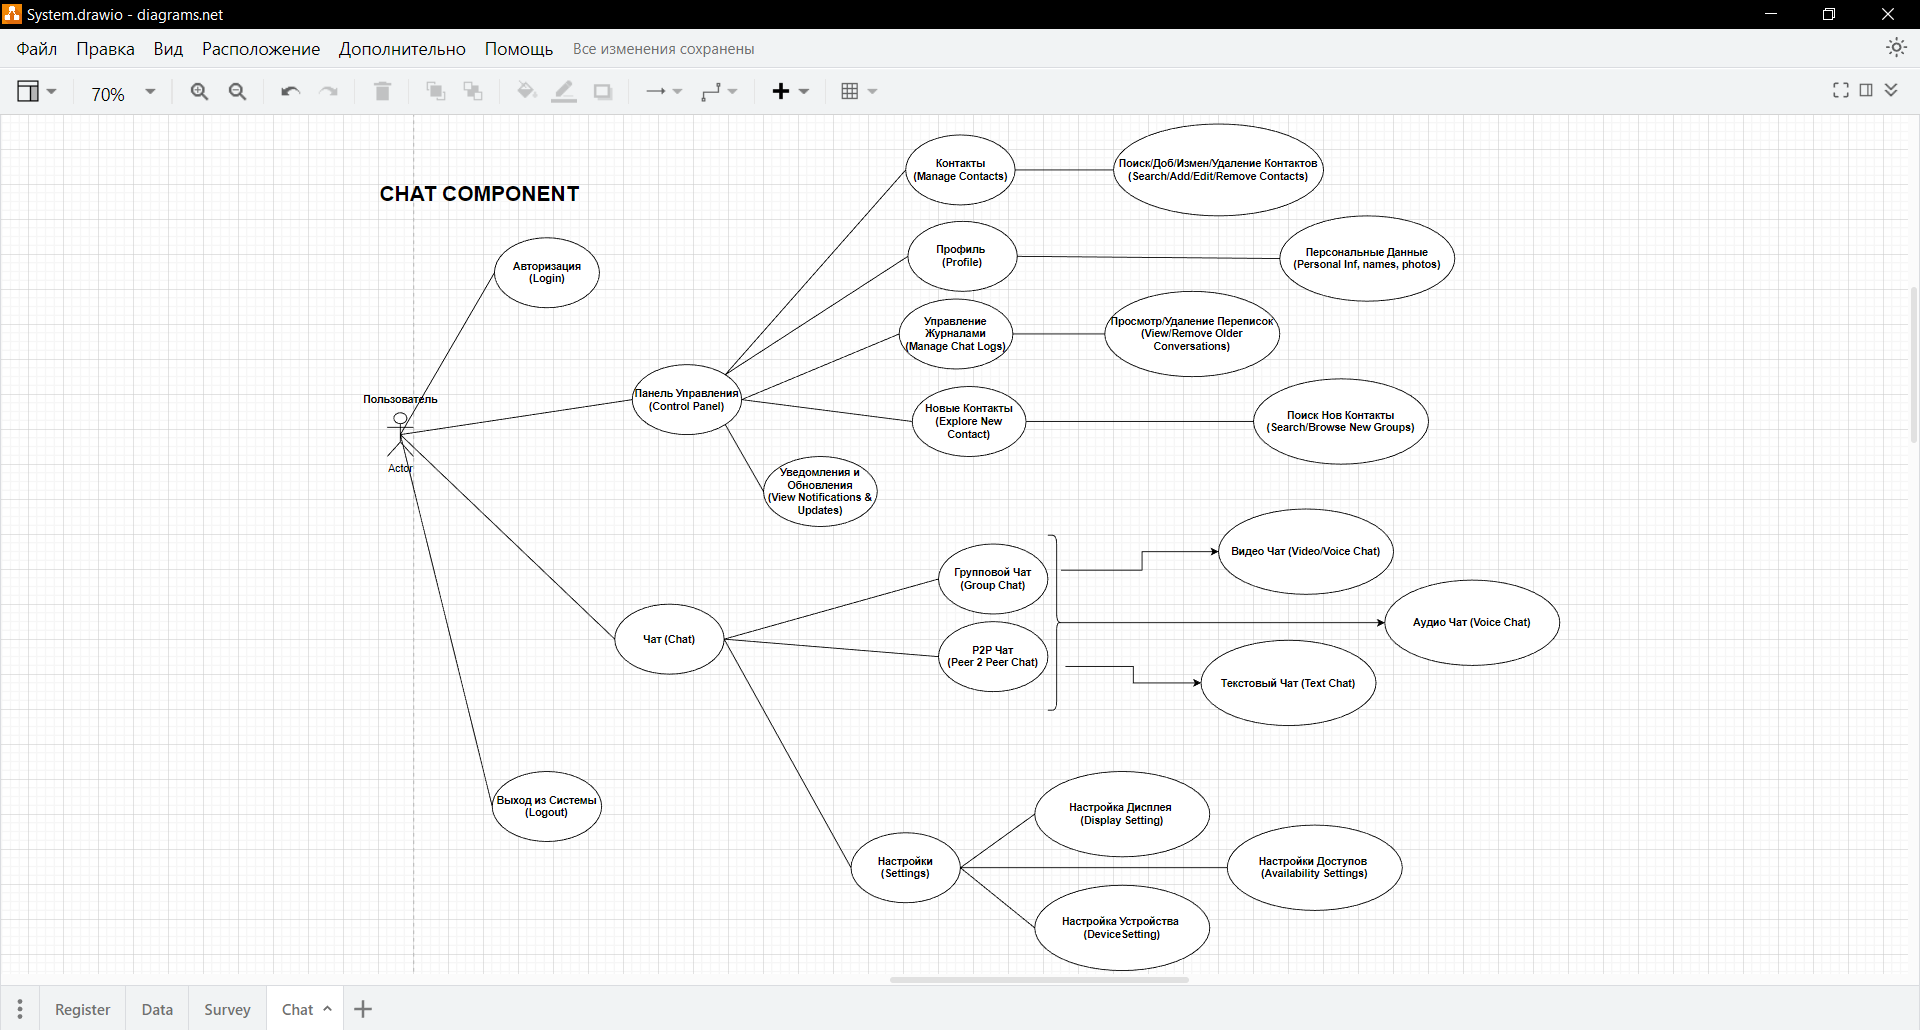 System.drawio - diagrams.net
Файл Правка Вид Расположение Дополнительно Помощь Все изменения сохранены
70%
CHAT COMPONENT
Контакты
(Manage Contacts)
Поиск/Доб/Измен/Удаление Контактов
(Search/Add/Edit/Remove Contacts)
Авторизация
(Login)
Профиль
(Profile)
Персональные Данные
(Personal Inf, names, photos)
Управление
Журналами
(Manage Chat Logs)
Просмотр/Удаление Переписок
(View/Remove Older
Conversations)
Пользователь
Actor
Панель Управления
(Control Panel)
Новые Контакты
(Explore New
Contact)
Поиск Нов Контакты
(Search/Browse New Groups)
Уведомления и
Обновления
(View Notifications &
Updates)
Групповой Чат
(Group Chat)
Видео Чат (Video/Voice Chat)
Аудио Чат (Voice Chat)
Чат (Chat)
P2P Чат
(Peer 2 Peer Chat)
Текстовый Чат (Text Chat)
Выход из Системы
(Logout)
Настройка Дисплея
(Display Setting)
Настройки
(Settings)
Настройки Доступов
(Availability Settings)
Настройка Устройства
(Device Setting)
Register Data Survey Chat